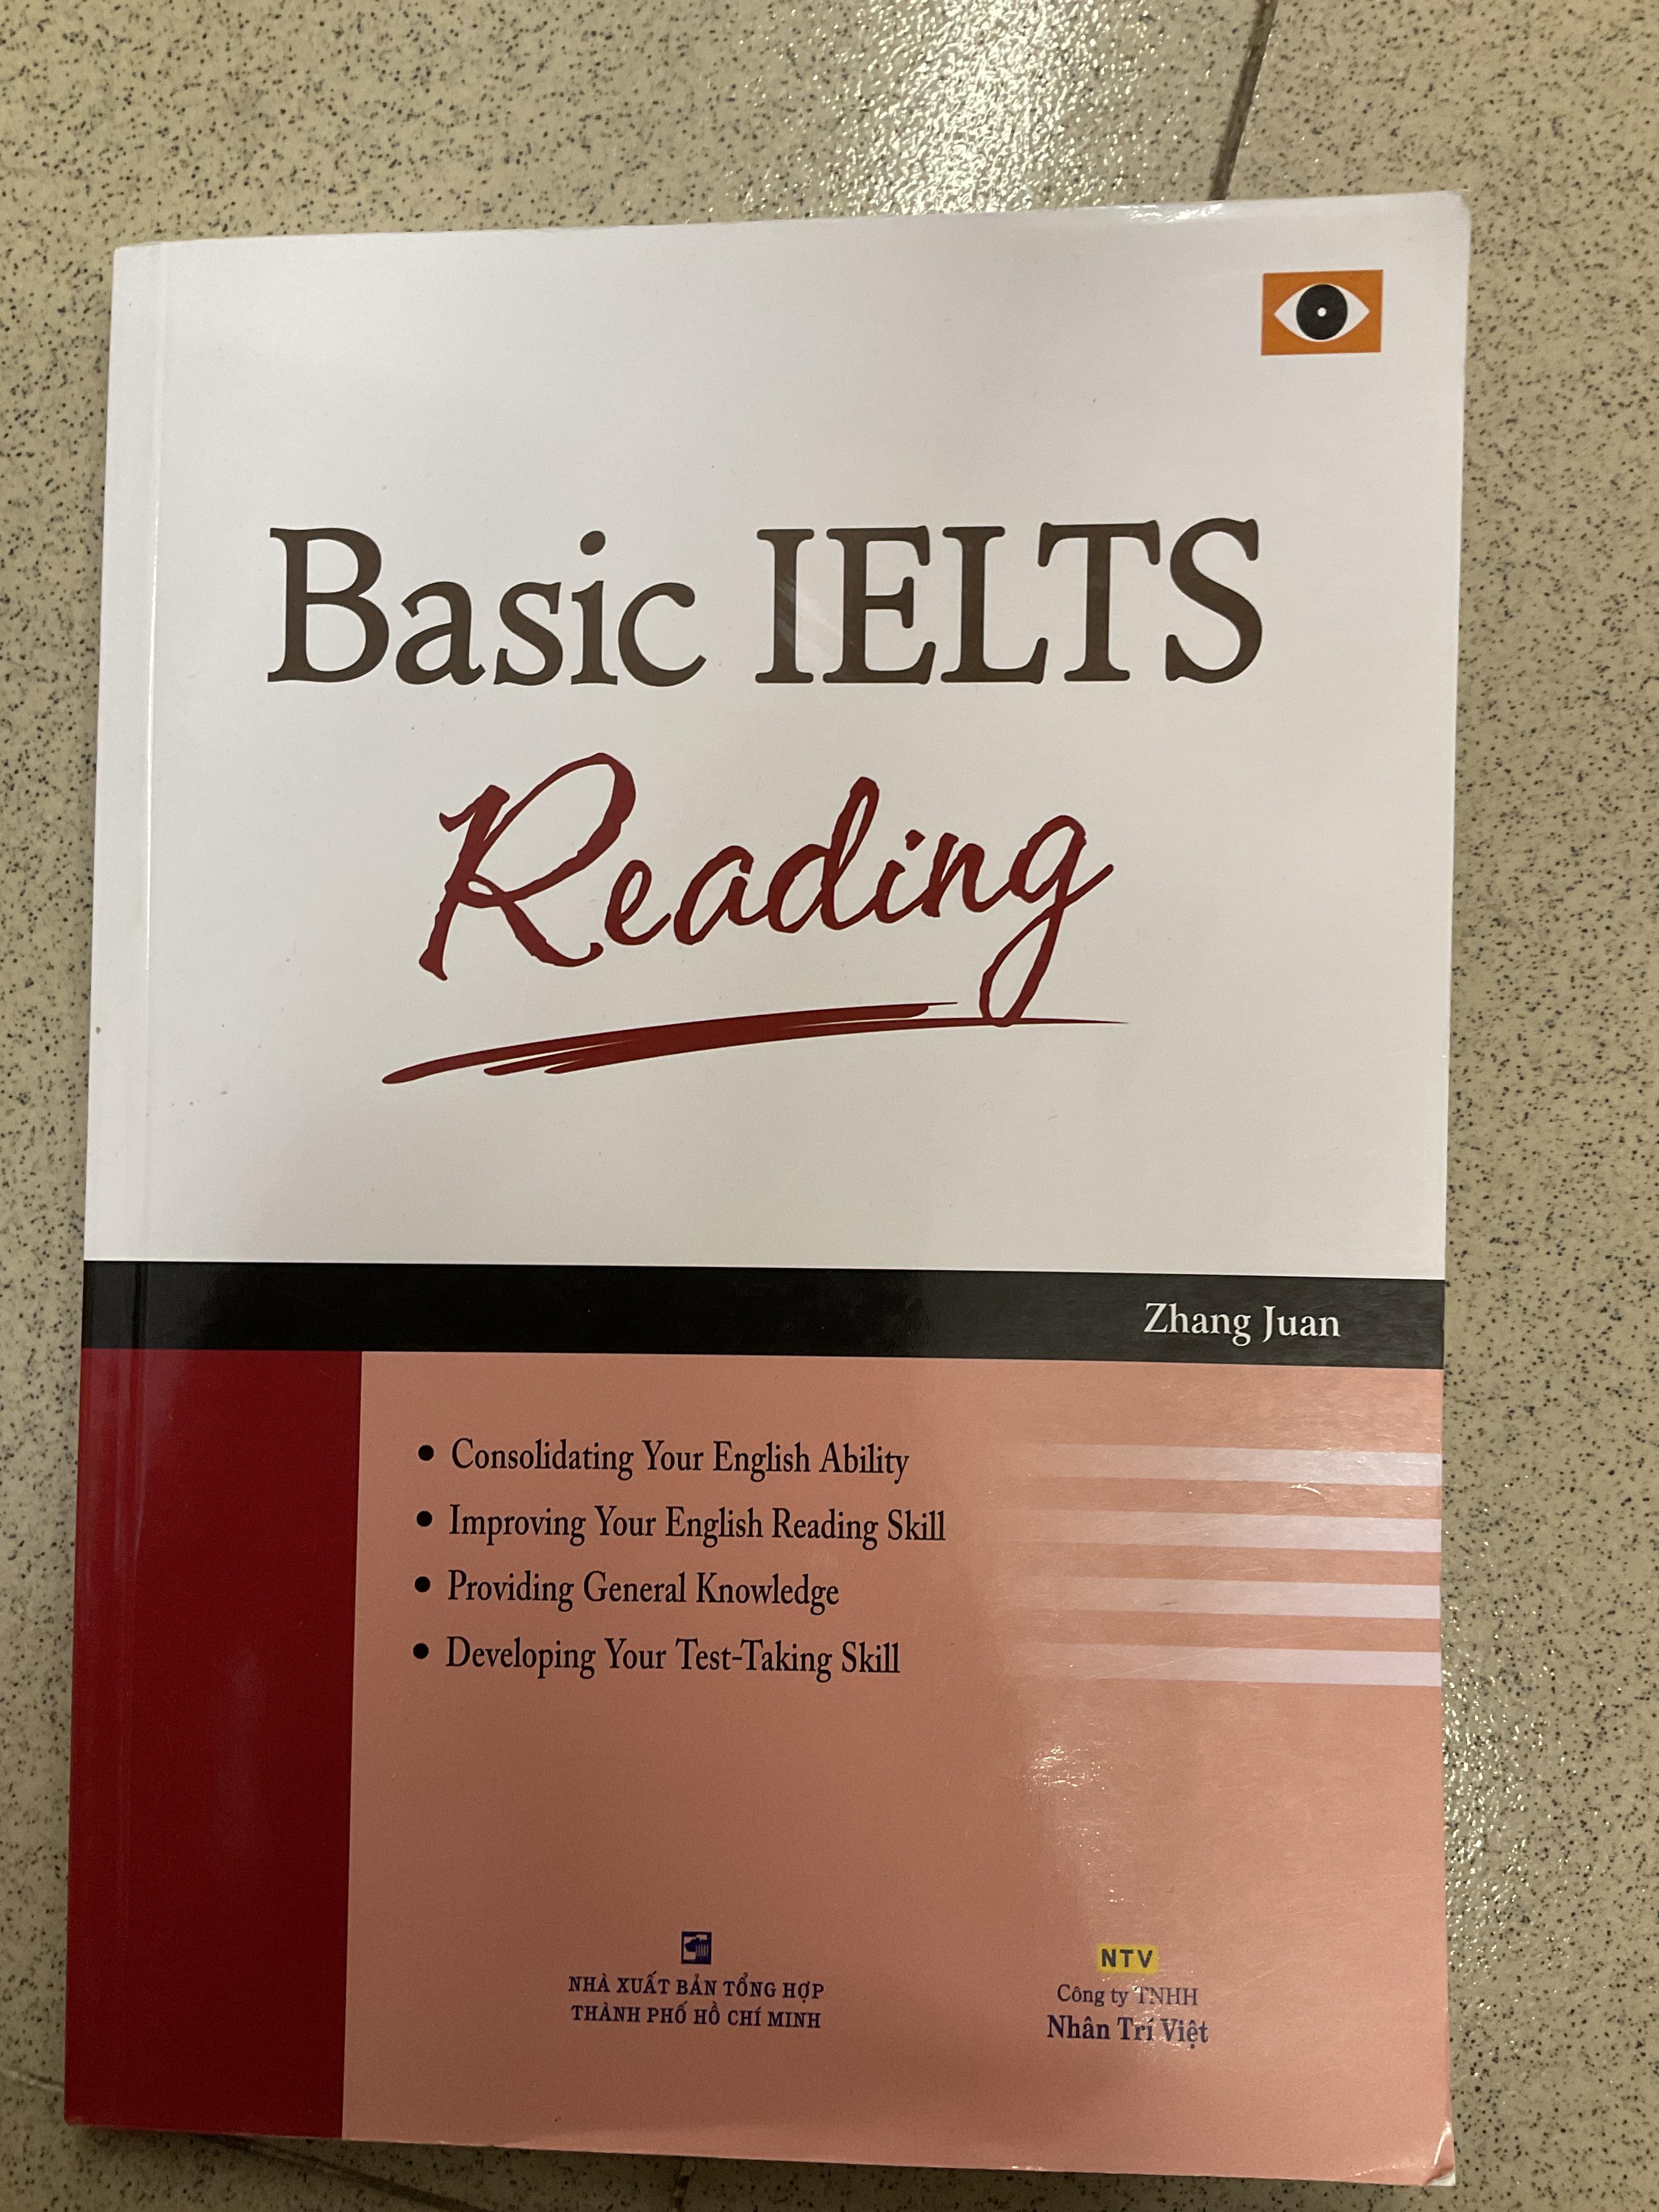 Basic IELTS
Reading
Zhang Juan
• Consolidating Your English Ability
• Improving Your English Reading Skill
• Providing General Knowledge
• Developing Your Test-Taking Skill
NHÀ XUẤT BẢN TỔNG HỢP
THÀNH PHỐ HỒ CHÍ MINH
NTV
Công ty TNHH
Nhân Trí Việt